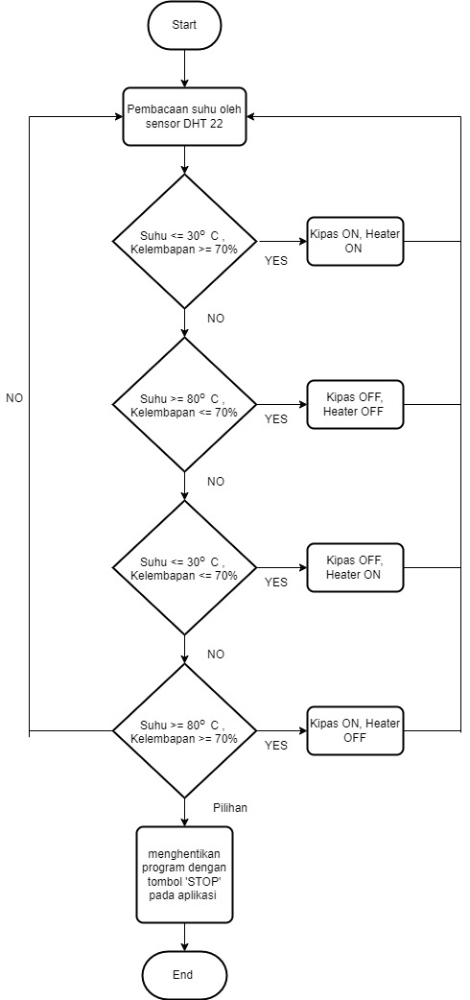 Start
Pembacaan suhu oleh
sensor DHT 22
Suhu <= 30° C ,
Kelembapan >= 70%
YES
Kipas ON, Heater
ON
NO
Suhu >= 80° C ,
Kelembapan <= 70%
YES
Kipas OFF,
Heater OFF
NO
NO
Suhu <= 30° C ,
Kelembapan <= 70%
YES
Kipas OFF,
Heater ON
NO
Suhu >= 80° C ,
Kelembapan >= 70%
YES
Kipas ON, Heater
OFF
Pilihan
menghentikan
program dengan
tombol 'STOP'
pada aplikasi
End